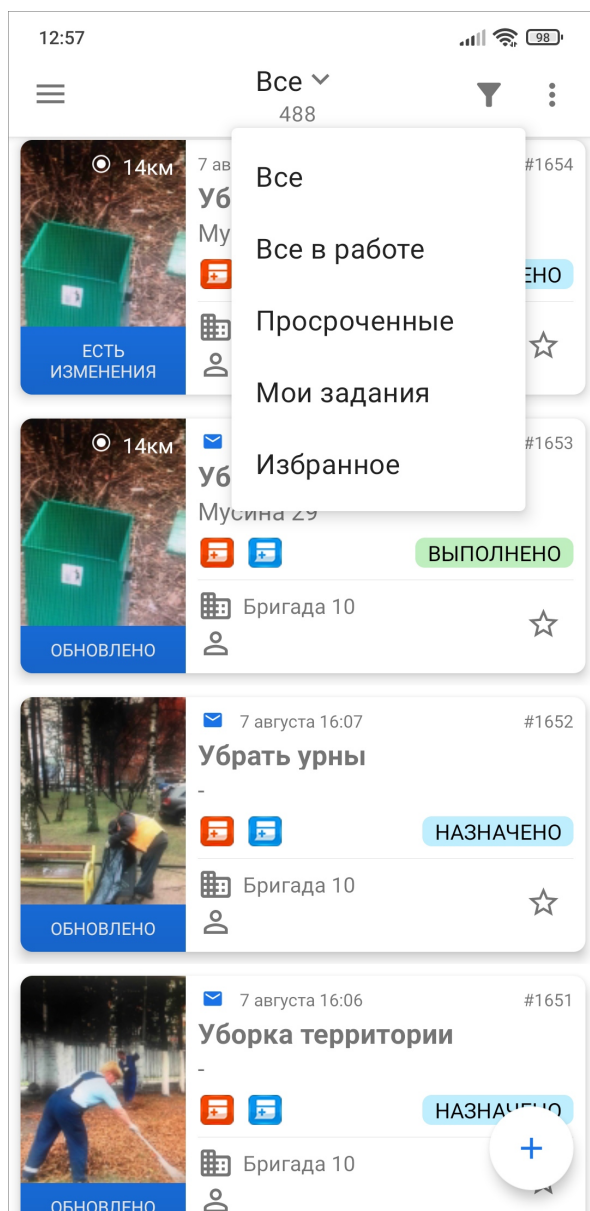 12:57
98
Все
488
14км
#1654
Все
Все в работе
Просроченные
Мои задания
Избранное
ЕСТЬ
ИЗМЕНЕНИЯ
14км
#1653
Мусина 29
ВЫПОЛНЕНО
Бригада 10
ОБНОВЛЕНО
7 августа 16:07
#1652
Убрать урны
-
НАЗНАЧЕНО
Бригада 10
ОБНОВЛЕНО
7 августа 16:06
#1651
Уборка территории
-
НАЗНАЧЕНО
Бригада 10
ОБНОВЛЕНО